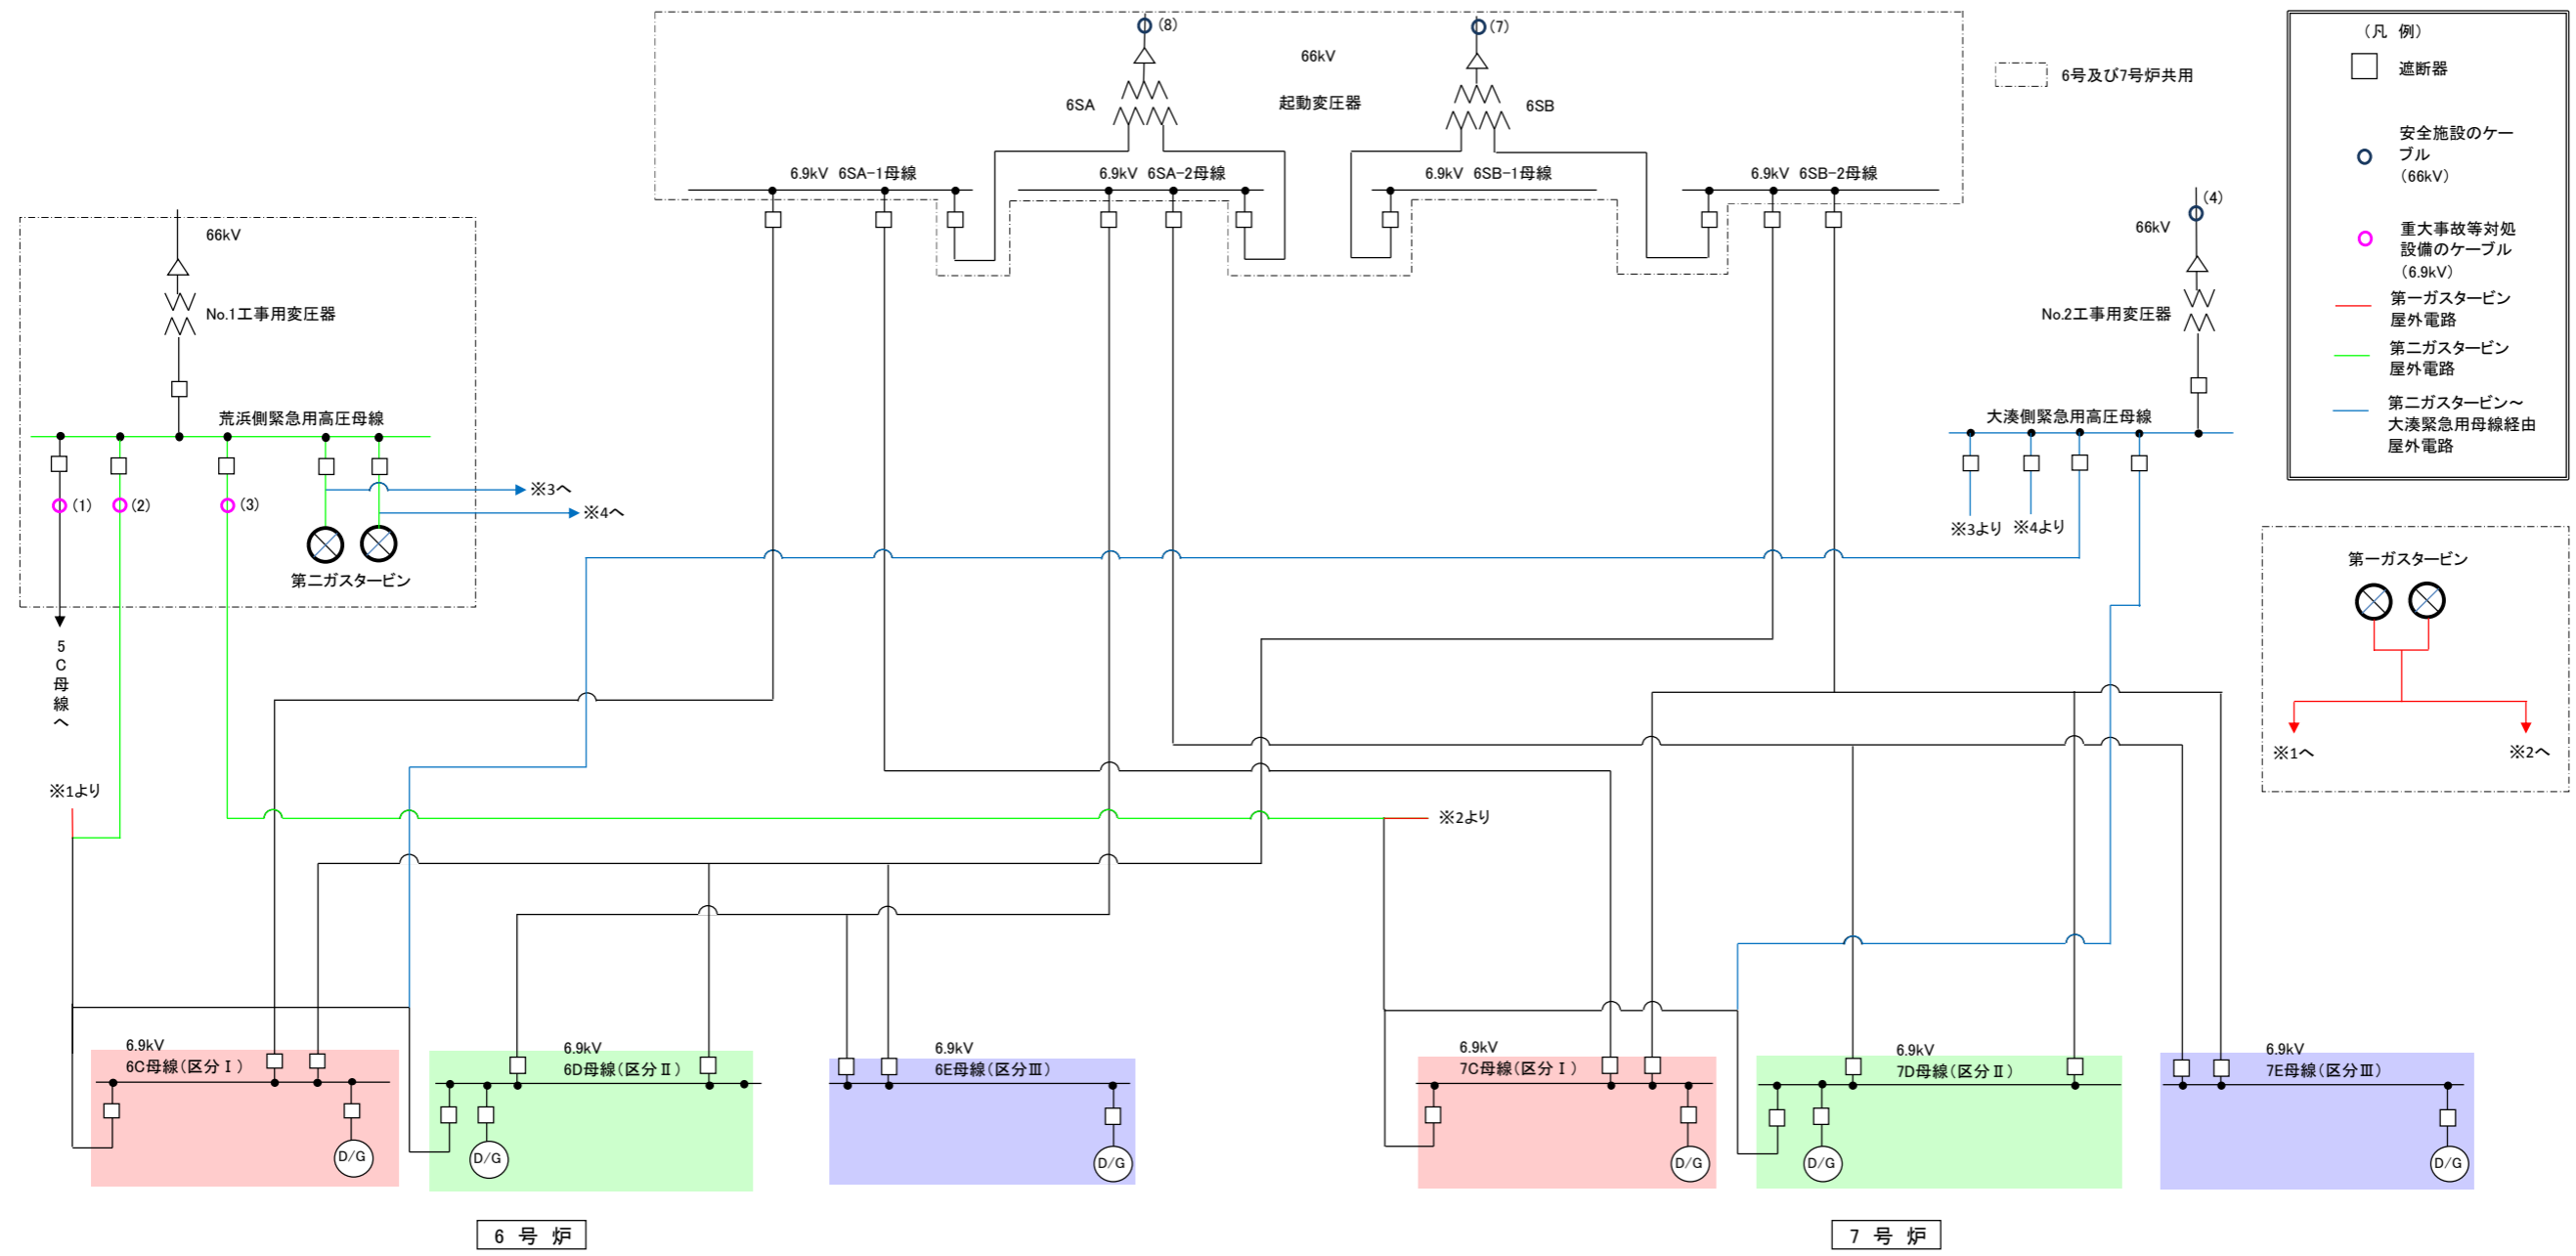 (8)
(7)
66kV
起動変圧器
6SA
6SB
6号及び7号炉共用
6.9kV 6SA-1母線
6.9kV 6SA-2母線
6.9kV 6SB-1母線
6.9kV 6SB-2母線
(凡 例)
遮断器
安全施設のケー
ブル
(66kV)
重大事故等対処
設備のケーブル
(6.9kV)
第一ガスタービン
屋外電路
第二ガスタービン
屋外電路
第二ガスタービン～
大湊緊急用母線経由
屋外電路
66kV
No.1工事用変圧器
荒浜側緊急用高圧母線
(1)
(2)
(3)
※3へ
※4へ
第二ガスタービン
5C母線へ
(4)
66kV
No.2工事用変圧器
大湊側緊急用高圧母線
※3より
※4より
第一ガスタービン
※1へ
※2へ
※1より
※2より
6.9kV
6C母線(区分Ⅰ)
D/G
6.9kV
6D母線(区分Ⅱ)
D/G
6.9kV
6E母線(区分Ⅲ)
D/G
6.9kV
7C母線(区分Ⅰ)
D/G
6.9kV
7D母線(区分Ⅱ)
D/G
6.9kV
7E母線(区分Ⅲ)
D/G
6 号 炉
7 号 炉